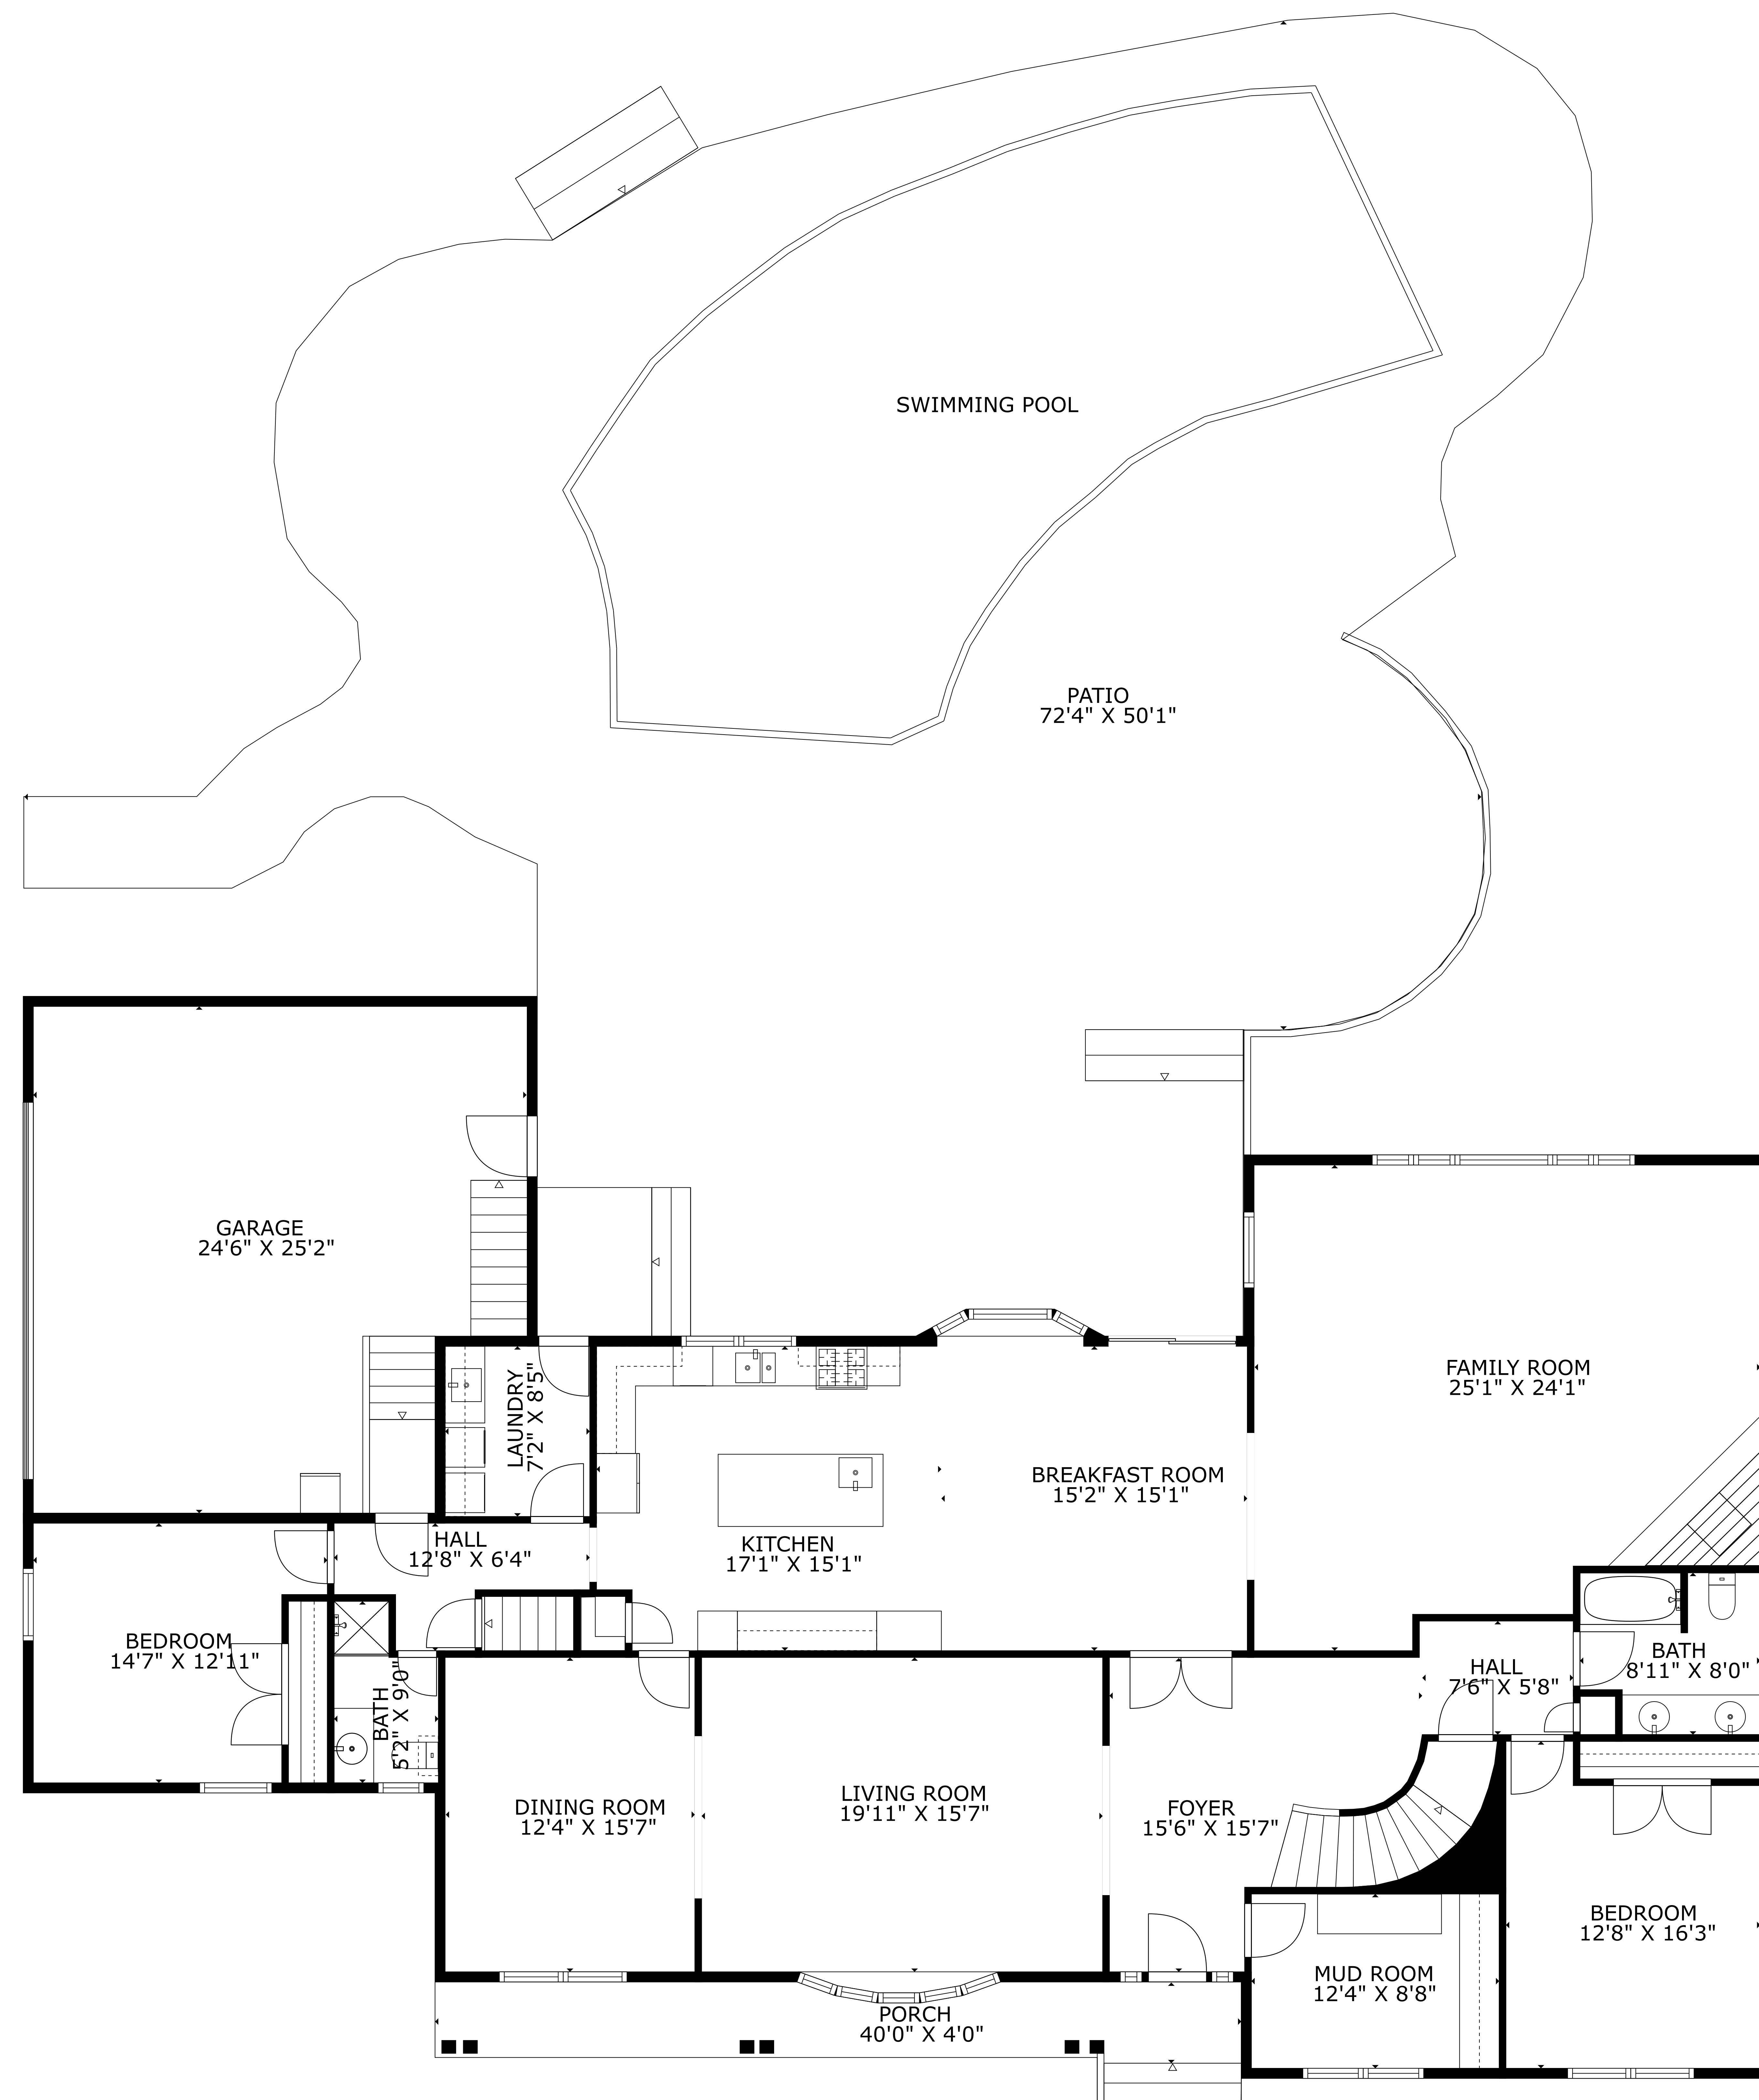 SWIMMING POOL
PATIO
72'4" X 50'1"
GARAGE
24'6" X 25'2"
FAMILY ROOM
25'1" X 24'1"
LAUNDRY
7'2" X 8'5"
BREAKFAST ROOM
15'2" X 15'1"
HALL
12'8" X 6'4"
KITCHEN
17'1" X 15'1"
BEDROOM
14'7" X 12'11"
BATH
5'2" X 9'0"
HALL
7'6" X 5'8"
BATH
8'11" X 8'0"
DINING ROOM
12'4" X 15'7"
LIVING ROOM
19'11" X 15'7"
FOYER
15'6" X 15'7"
BEDROOM
12'8" X 16'3"
MUD ROOM
12'4" X 8'8"
PORCH
40'0" X 4'0"